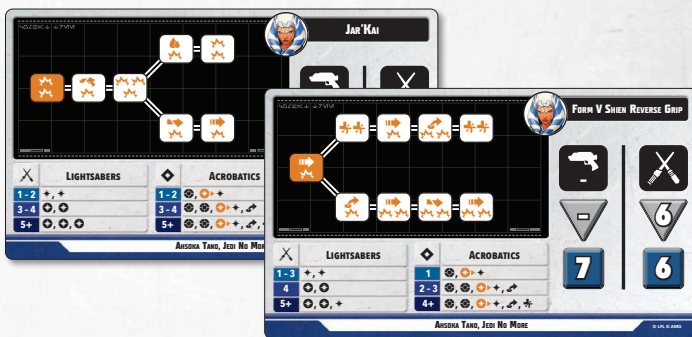 Jar'Kai
Lightsabers
Acrobatics
1 - 2
1 - 2
3 - 4
3 - 4
5+
5+
Ahsoka Tano, Jedi No Mor
Form V Shien Reverse Grip
-
-
6
7
6
Lightsabers
Acrobatics
1 - 3
1
4
2 - 3
5+
4+
Ahsoka Tano, Jedi No More
© LFL © AMG